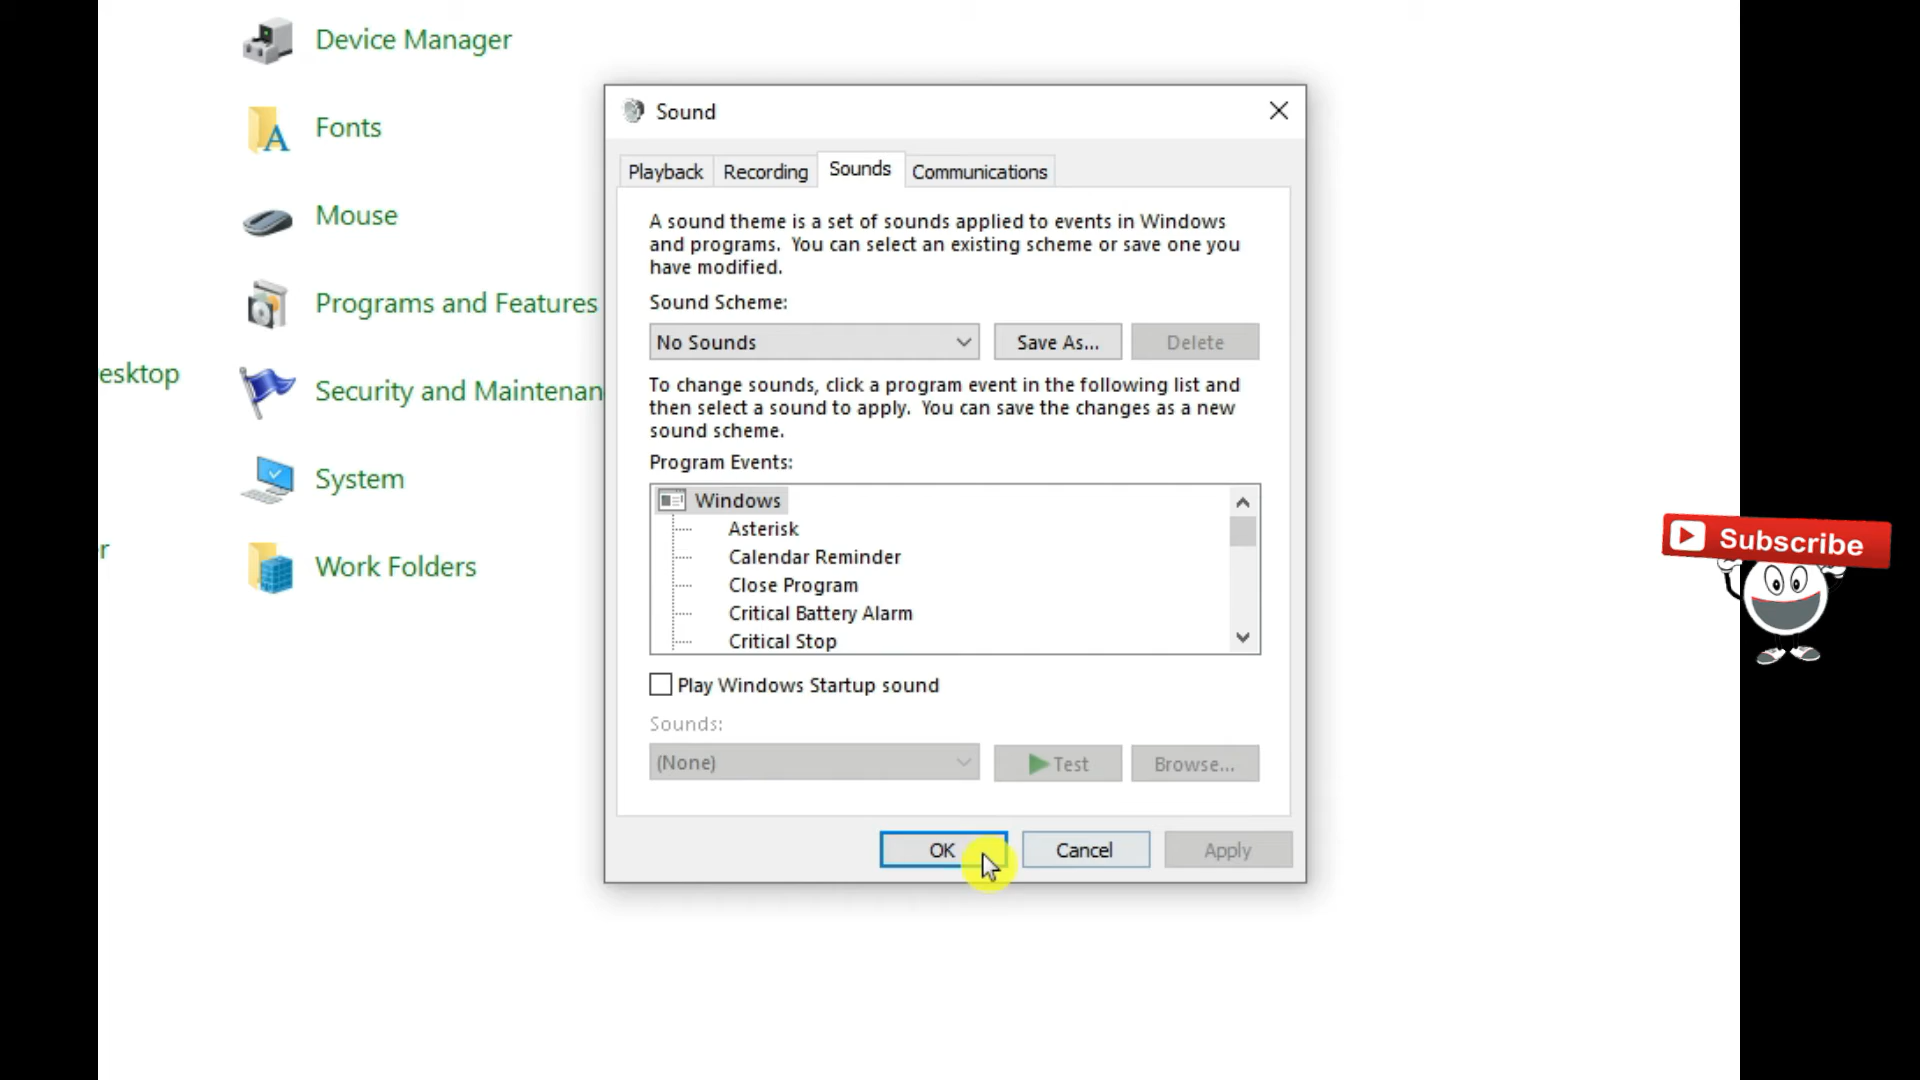 Device Manager
Fonts
Mouse
Programs and Features
esktop
Security and Maintenan
System
r
Work Folders
Sound
Playback
Recording
Sounds
Communications
A sound theme is a set of sounds applied to events in Windows
and programs. You can select an existing scheme or save one you
have modified.
Sound Scheme:
No Sounds
Save As...
Delete
To change sounds, click a program event in the following list and
then select a sound to apply. You can save the changes as a new
sound scheme.
Program Events:
Windows
Asterisk
Calendar Reminder
Close Program
Critical Battery Alarm
Critical Stop
Play Windows Startup sound
Sounds:
(None)
Test
Browse...
OK
Cancel
Apply
Subscribe